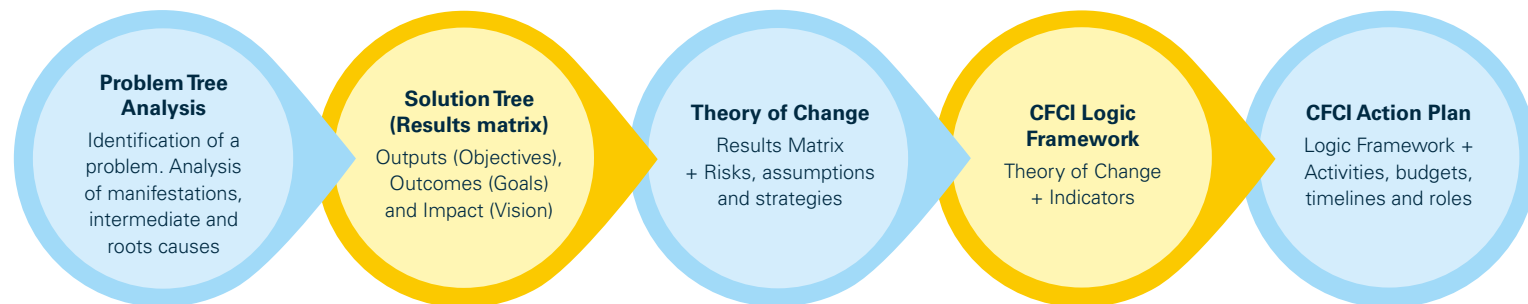 Problem Tree
Analysis
Identification of a
problem. Analysis
of manifestations,
intermediate and
roots causes
Solution Tree
(Results matrix)
Outputs (Objectives),
Outcomes (Goals)
and Impact (Vision)
Theory of Change
Results Matrix
+ Risks, assumptions
and strategies
CFCI Logic
Framework
Theory of Change
+ Indicators
CFCI Action Plan
Logic Framework +
Activities, budgets,
timelines and roles